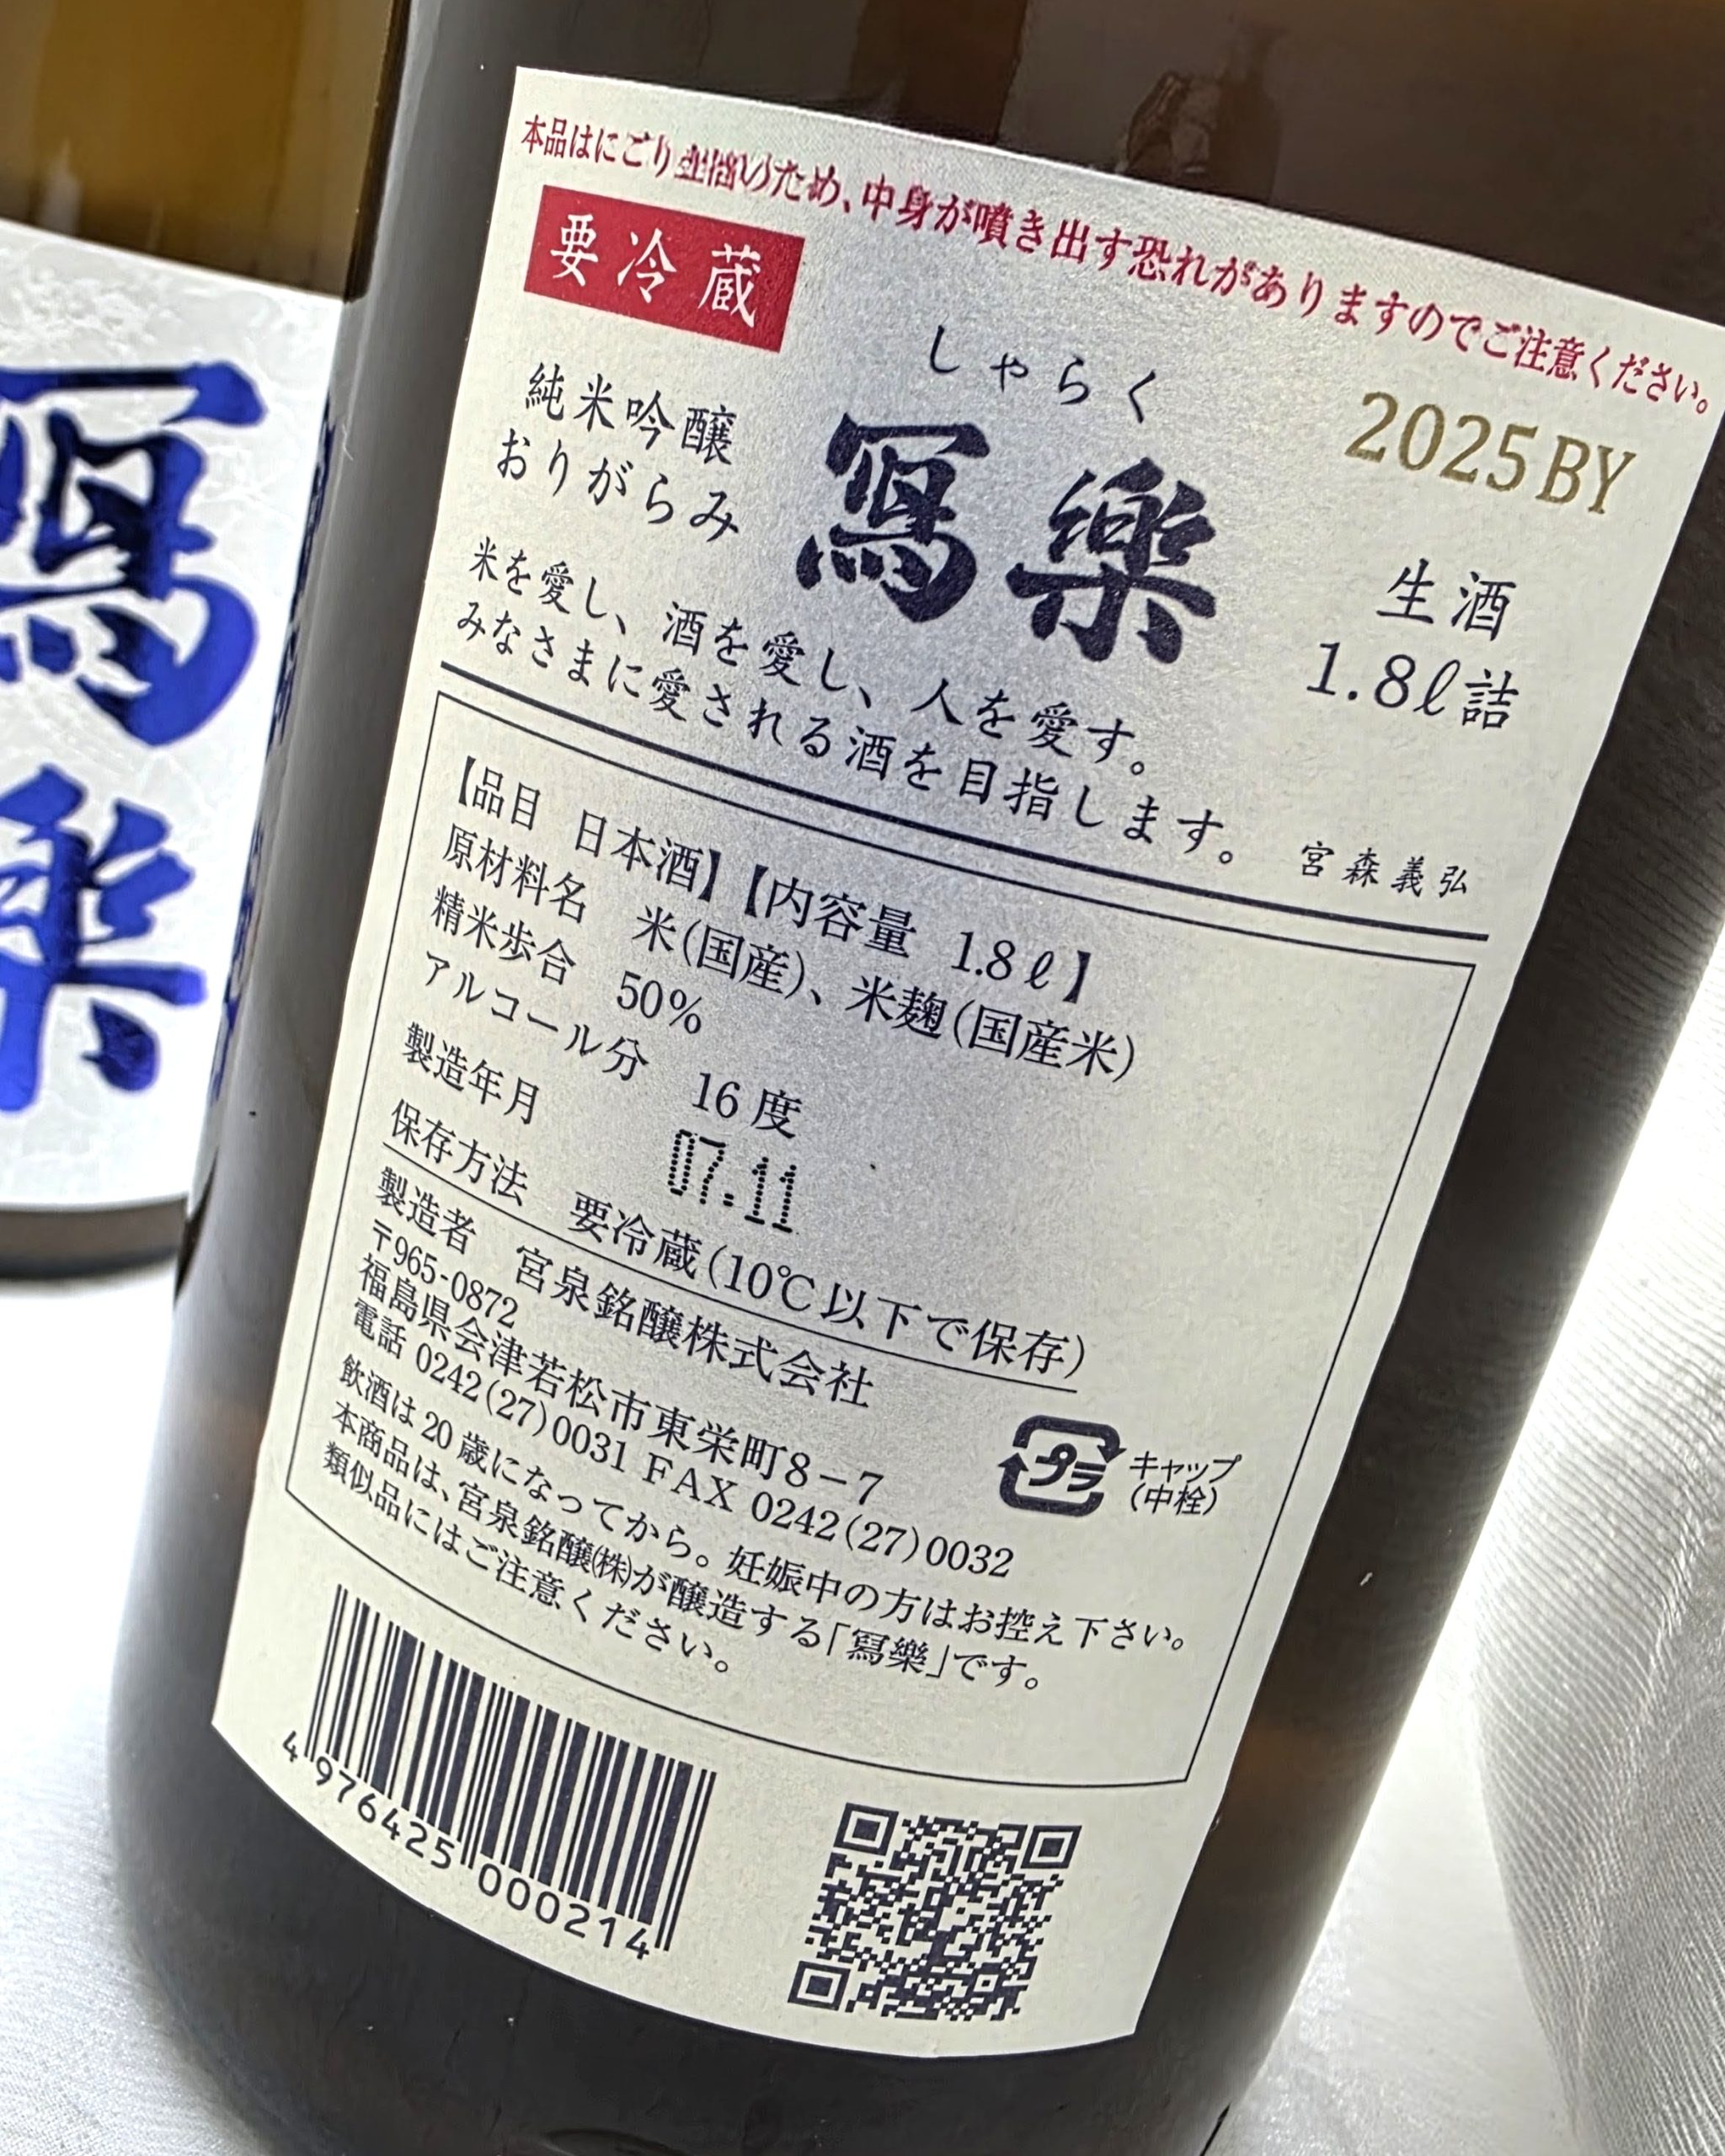 本品はにごり生酒のため、中身が噴き出す恐れがありますのでご注意ください。
要冷蔵
しゃらく
2025BY
純米吟醸
おりがらみ
冩樂
生酒
1.8ℓ詰
米を愛し、酒を愛し、人を愛す。
みなさまに愛される酒を目指します。
宮森義弘
【品目 日本酒】【内容量 1.8ℓ】
原材料名 米(国産)、米麹(国産米)
精米歩合 50%
アルコール分 16度
製造年月 07.11
保存方法 要冷蔵(10℃以下で保存)
製造者 宮泉銘醸株式会社
〒965-0872
福島県会津若松市東栄町8-7
電話 0242(27)0031 FAX 0242(27)0032
飲酒は20歳になってから。妊娠中の方はお控え下さい。
本商品は、宮泉銘醸㈱が醸造する「冩樂」です。
類似品にはご注意ください。
プラ
キャップ
(中栓)
4976425000214
冩樂